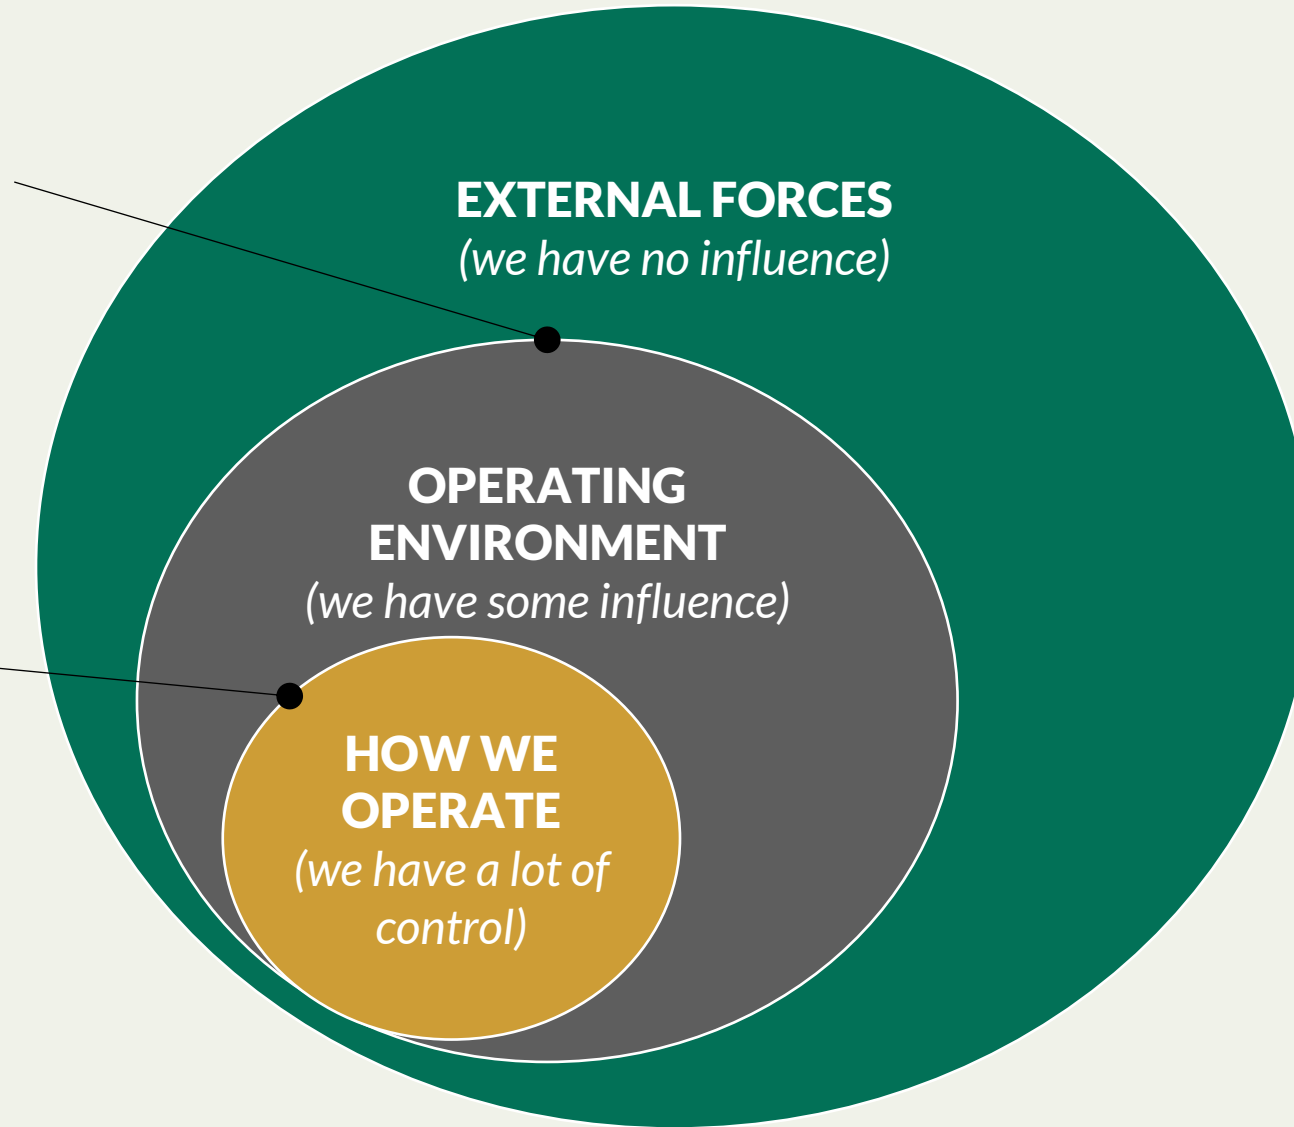 EXTERNAL FORCES
(we have no influence)
OPERATING
ENVIRONMENT
(we have some influence)
HOW WE
OPERATE
(we have a lot of
control)